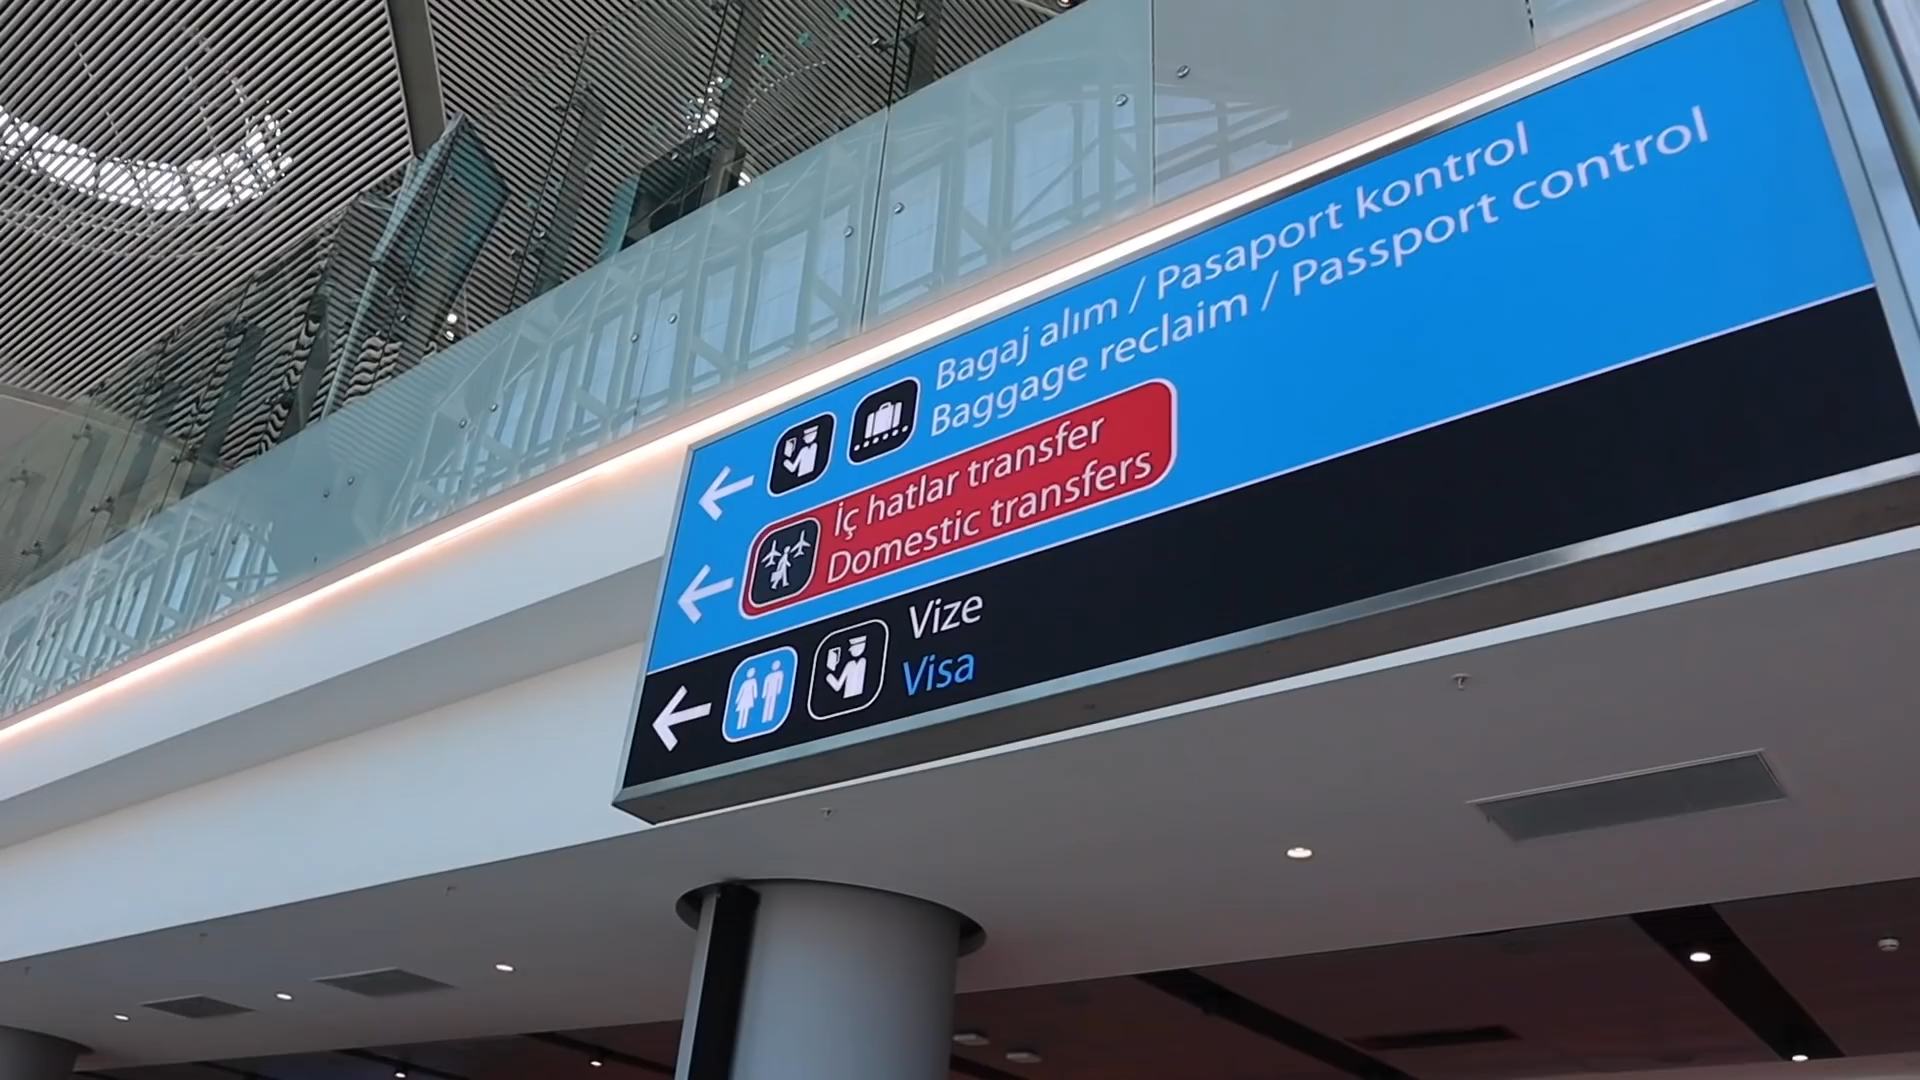 Bagaj alım / Pasaport kontrol
Baggage reclaim / Passport control
İç hatlar transfer
Domestic transfers
Vize
Visa